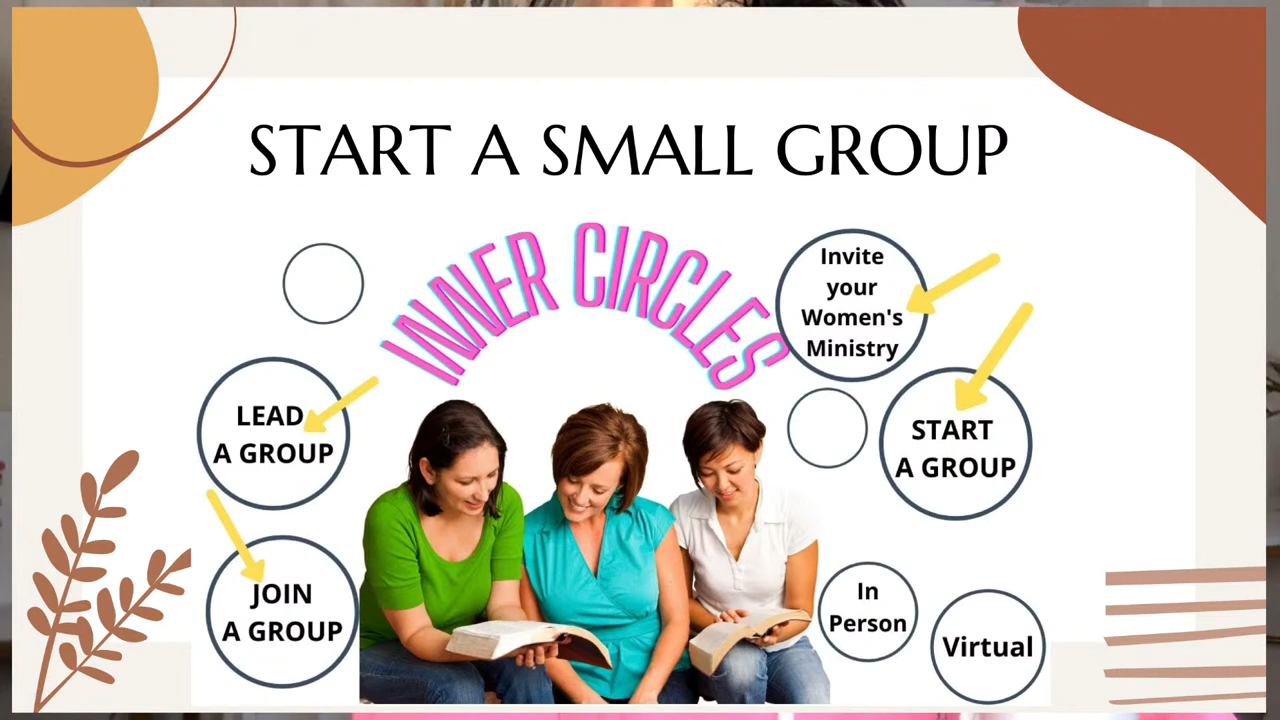 START A SMALL GROUP
INNER CIRCLES
Invite
your
Women's
Ministry
LEAD
A GROUP
START
A GROUP
JOIN
A GROUP
In
Person
Virtual